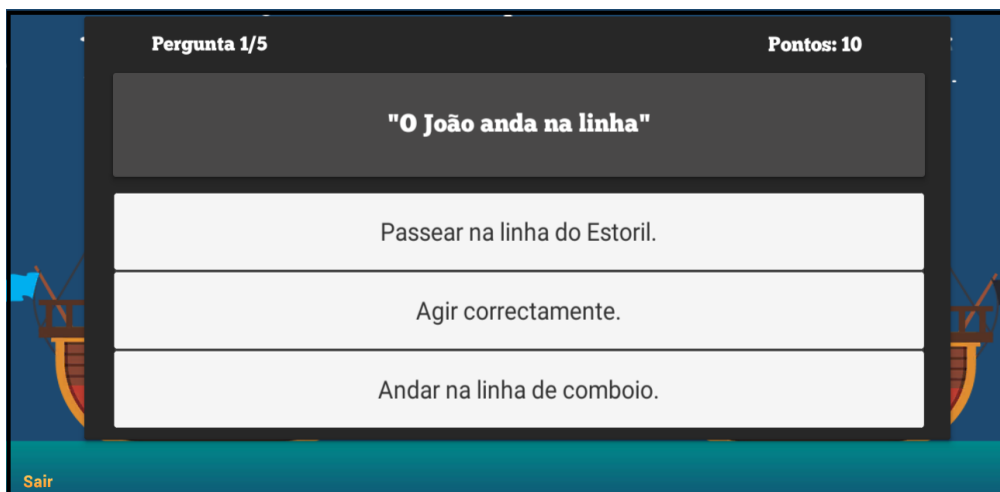 Pergunta 1/5
Pontos: 10
"O João anda na linha"
Passear na linha do Estoril.
Agir correctamente.
Andar na linha de comboio.
Sair